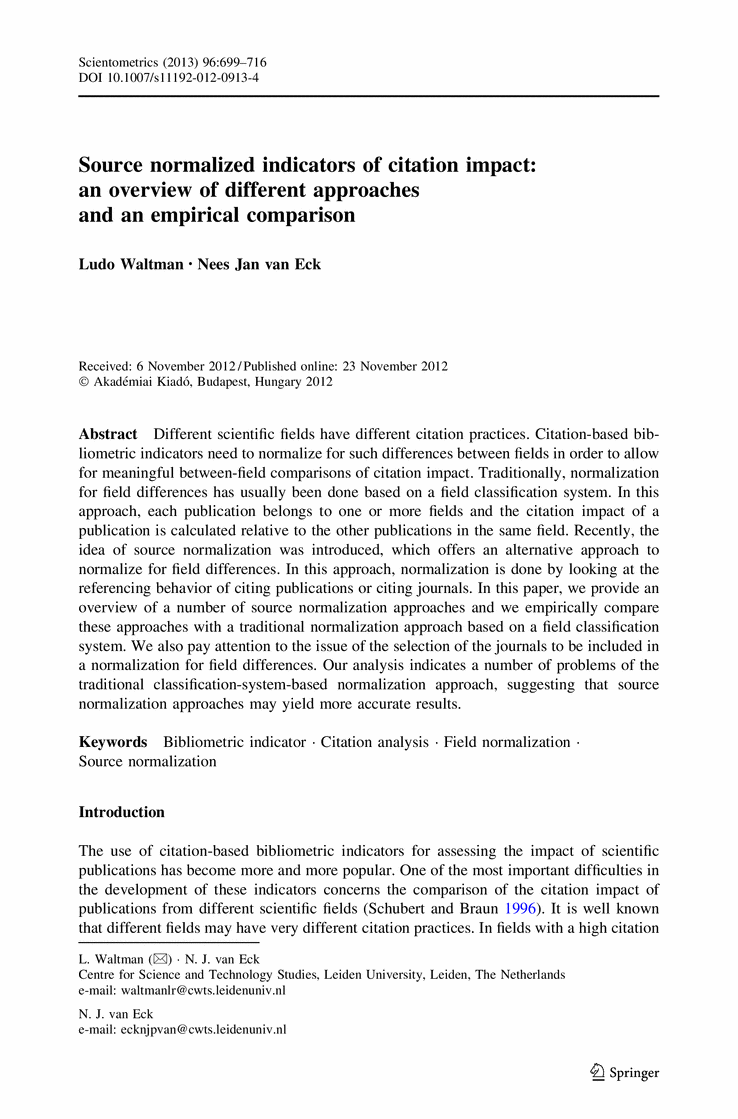 Scientometrics (2013) 96:699–716
DOI 10.1007/s11192-012-0913-4
Source normalized indicators of citation impact:
an overview of different approaches
and an empirical comparison
Ludo Waltman · Nees Jan van Eck
Received: 6 November 2012 / Published online: 23 November 2012
© Akadémiai Kiadó, Budapest, Hungary 2012
Abstract Different scientific fields have different citation practices. Citation-based bib-
liometric indicators need to normalize for such differences between fields in order to allow
for meaningful between-field comparisons of citation impact. Traditionally, normalization
for field differences has usually been done based on a field classification system. In this
approach, each publication belongs to one or more fields and the citation impact of a
publication is calculated relative to the other publications in the same field. Recently, the
idea of source normalization was introduced, which offers an alternative approach to
normalize for field differences. In this approach, normalization is done by looking at the
referencing behavior of citing publications or citing journals. In this paper, we provide an
overview of a number of source normalization approaches and we empirically compare
these approaches with a traditional normalization approach based on a field classification
system. We also pay attention to the issue of the selection of the journals to be included in
a normalization for field differences. Our analysis indicates a number of problems of the
traditional classification-system-based normalization approach, suggesting that source
normalization approaches may yield more accurate results.
Keywords Bibliometric indicator · Citation analysis · Field normalization ·
Source normalization
Introduction
The use of citation-based bibliometric indicators for assessing the impact of scientific
publications has become more and more popular. One of the most important difficulties in
the development of these indicators concerns the comparison of the citation impact of
publications from different scientific fields (Schubert and Braun 1996). It is well known
that different fields may have very different citation practices. In fields with a high citation
L. Waltman (✉) · N. J. van Eck
Centre for Science and Technology Studies, Leiden University, Leiden, The Netherlands
e-mail: waltmanlr@cwts.leidenuniv.nl
N. J. van Eck
e-mail: ecknjpvan@cwts.leidenuniv.nl
Springer